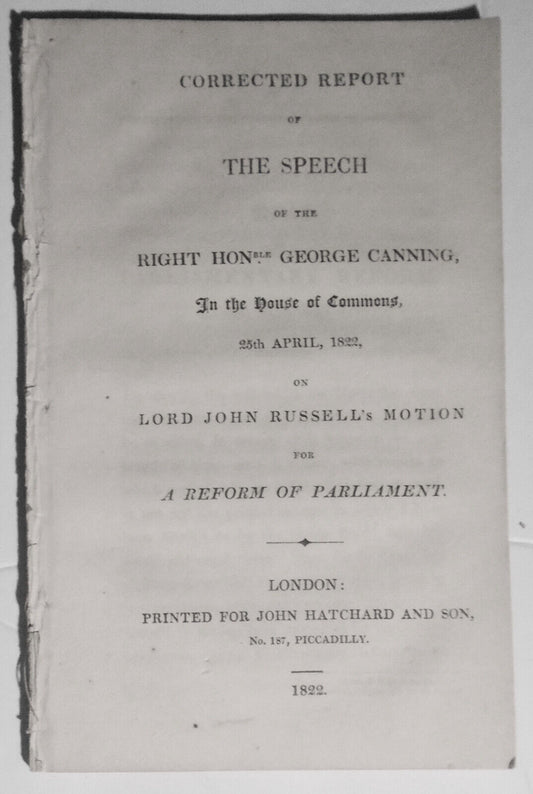 CORRECTED REPORT
OF
THE SPEECH
OF THE
RIGHT HONBLE. GEORGE CANNING,
In the House of Commons,
25th APRIL, 1822,
ON
LORD JOHN RUSSELL's MOTION
FOR
A REFORM OF PARLIAMENT.
LONDON:
PRINTED FOR JOHN HATCHARD AND SON,
No. 187, PICCADILLY.
1822.